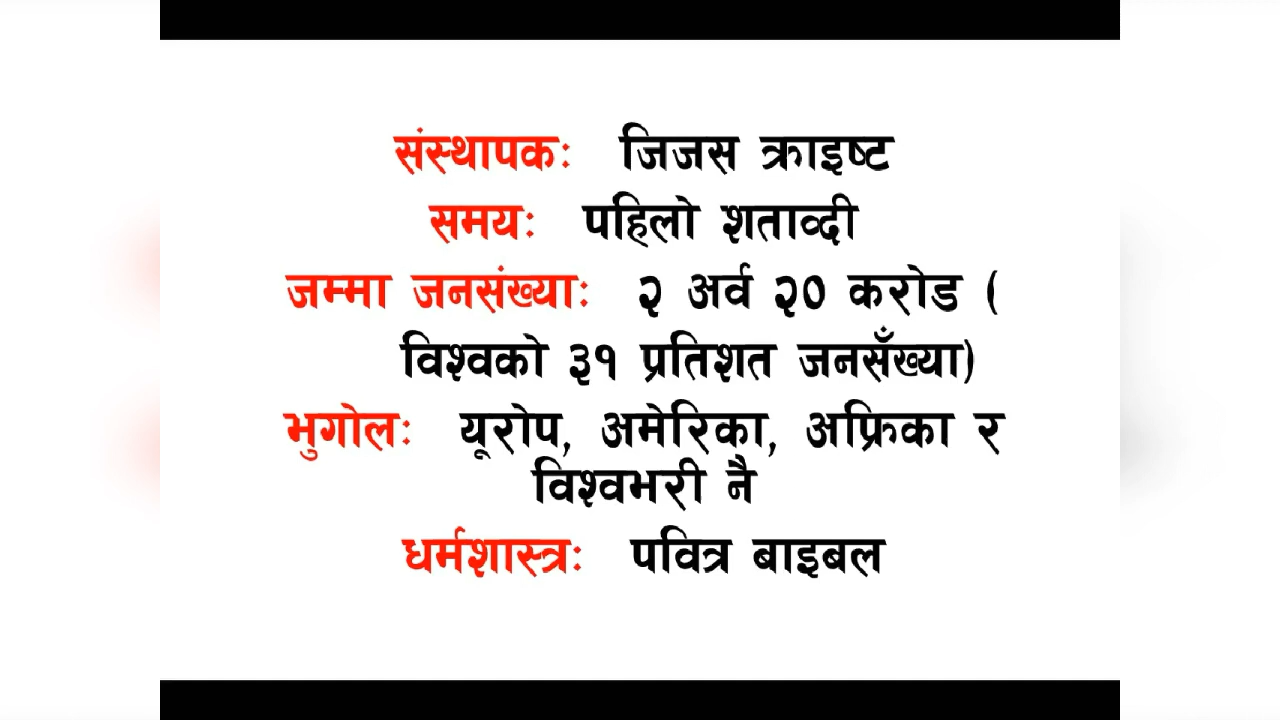 संस्थापकः जिजस क्राइष्ट
समयः पहिलो शताव्दी
जम्मा जनसंख्याः २ अर्व २० करोड (
विश्वको ३१ प्रतिशत जनसँख्या)
भुगोलः यूरोप, अमेरिका, अफ्रिका र
विश्वभरी नै
धर्मशास्त्रः पवित्र बाइबल